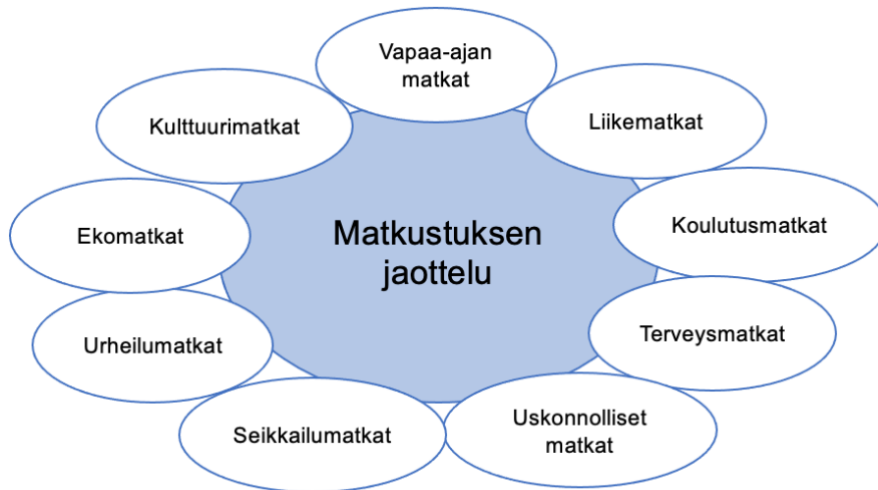 Vapaa-ajan
matkat
Kulttuurimatkat
Liikematkat
Ekomatkat
Matkustuksen
jaottelu
Koulutusmatkat
Urheilumatkat
Terveysmatkat
Seikkailumatkat
Uskonnolliset
matkat